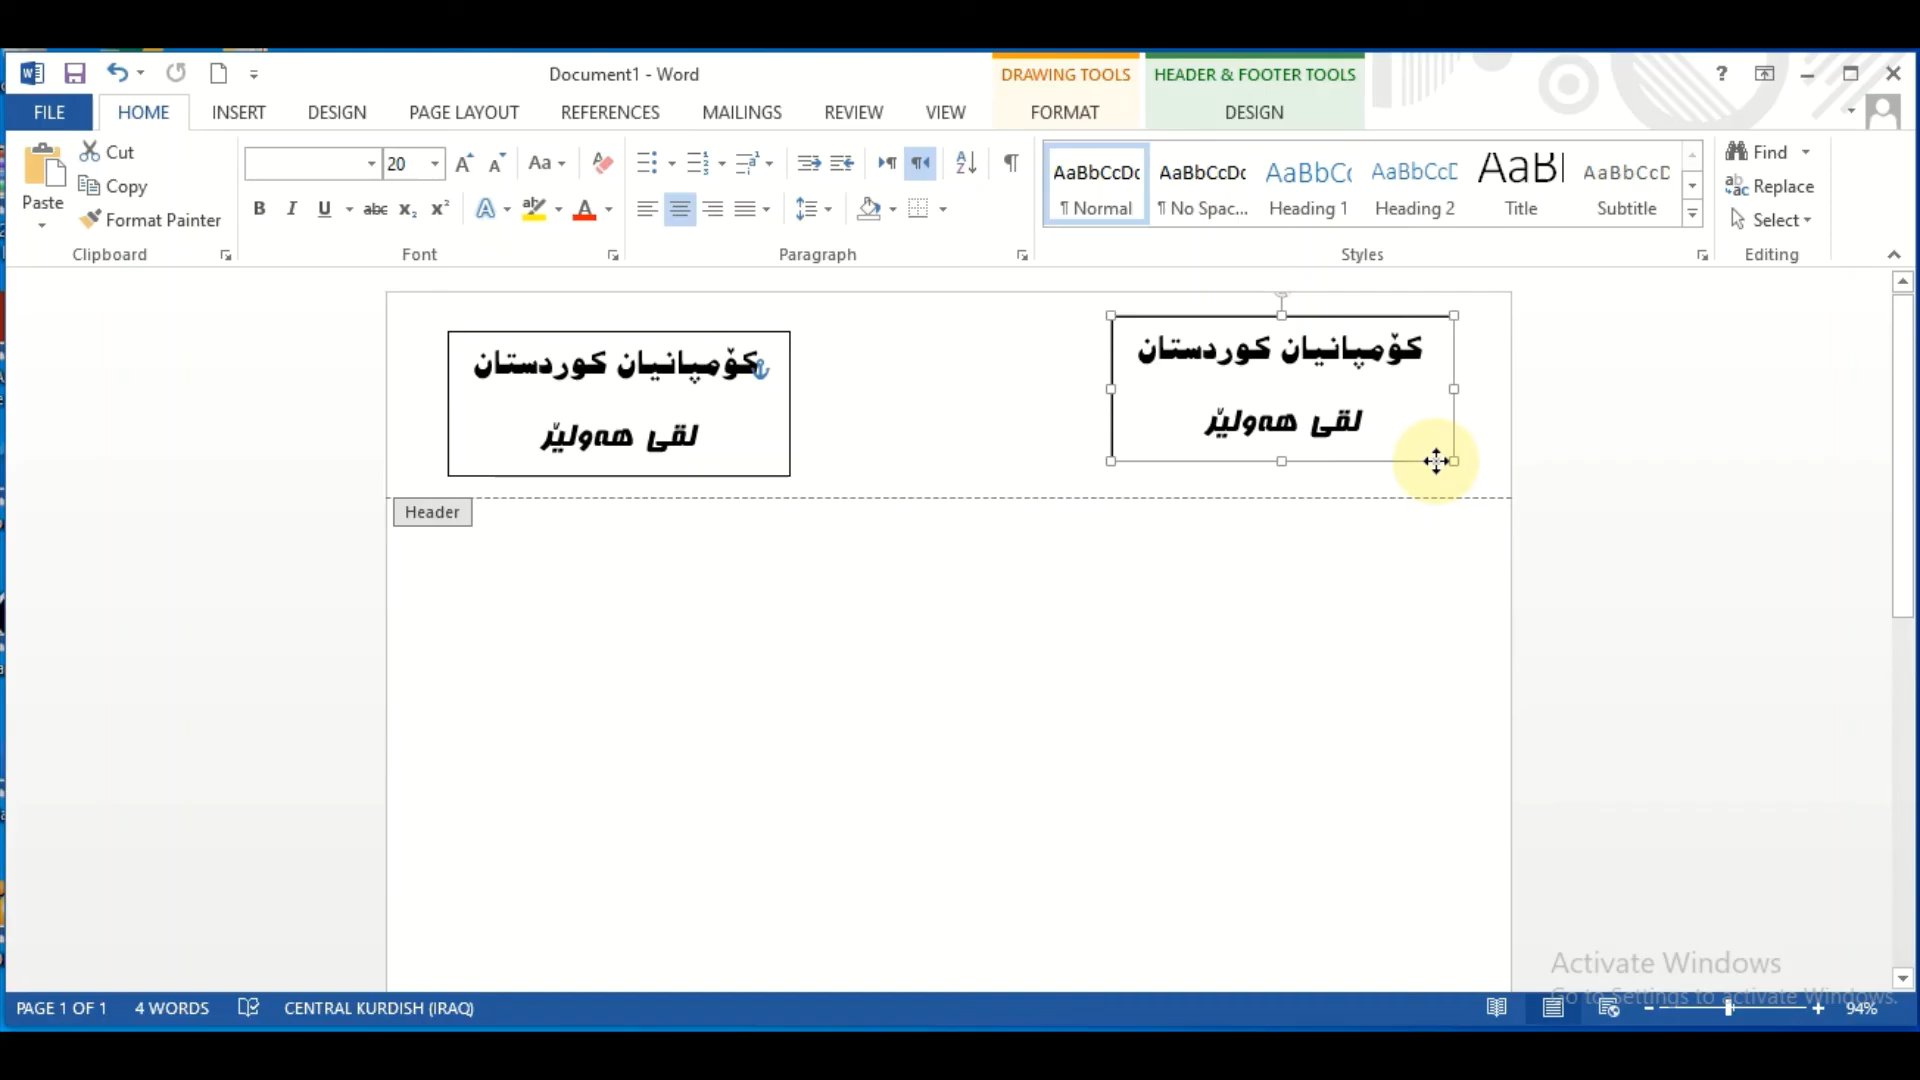 Document1 - Word
DRAWING TOOLS
HEADER & FOOTER TOOLS
FILE
HOME
INSERT
DESIGN
PAGE LAYOUT
REFERENCES
MAILINGS
REVIEW
VIEW
FORMAT
DESIGN
Paste
Cut
Copy
Format Painter
Clipboard
20
Font
Paragraph
AaBbCcDc
¶ Normal
AaBbCcDc
¶ No Spac...
AaBbCc
Heading 1
AaBbCcD
Heading 2
AaB
Title
AaBbCcD
Subtitle
Styles
Find
Replace
Select
Editing
کۆمپانیان کوردستان
لقی هەولێر
کۆمپانیان کوردستان
لقی هەولێر
Header
Activate Windows
Go to Settings to activate Windows.
PAGE 1 OF 1
4 WORDS
CENTRAL KURDISH (IRAQ)
94%